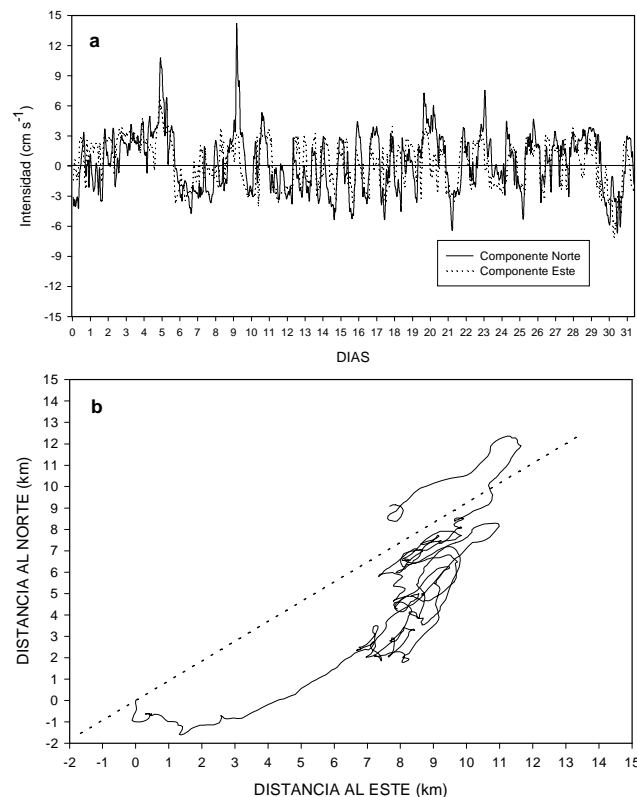 a
Intensidad (cm s-1)
15
12
9
6
3
0
-3
-6
-9
-12
-15
Componente Norte
Componente Este
0 1 2 3 4 5 6 7 8 9 10 11 12 13 14 15 16 17 18 19 20 21 22 23 24 25 26 27 28 29 30 31
DIAS
b
DISTANCIA AL NORTE (km)
15
14
13
12
11
10
9
8
7
6
5
4
3
2
1
0
-1
-2
-2 -1 0 1 2 3 4 5 6 7 8 9 10 11 12 13 14 15
DISTANCIA AL ESTE (km)